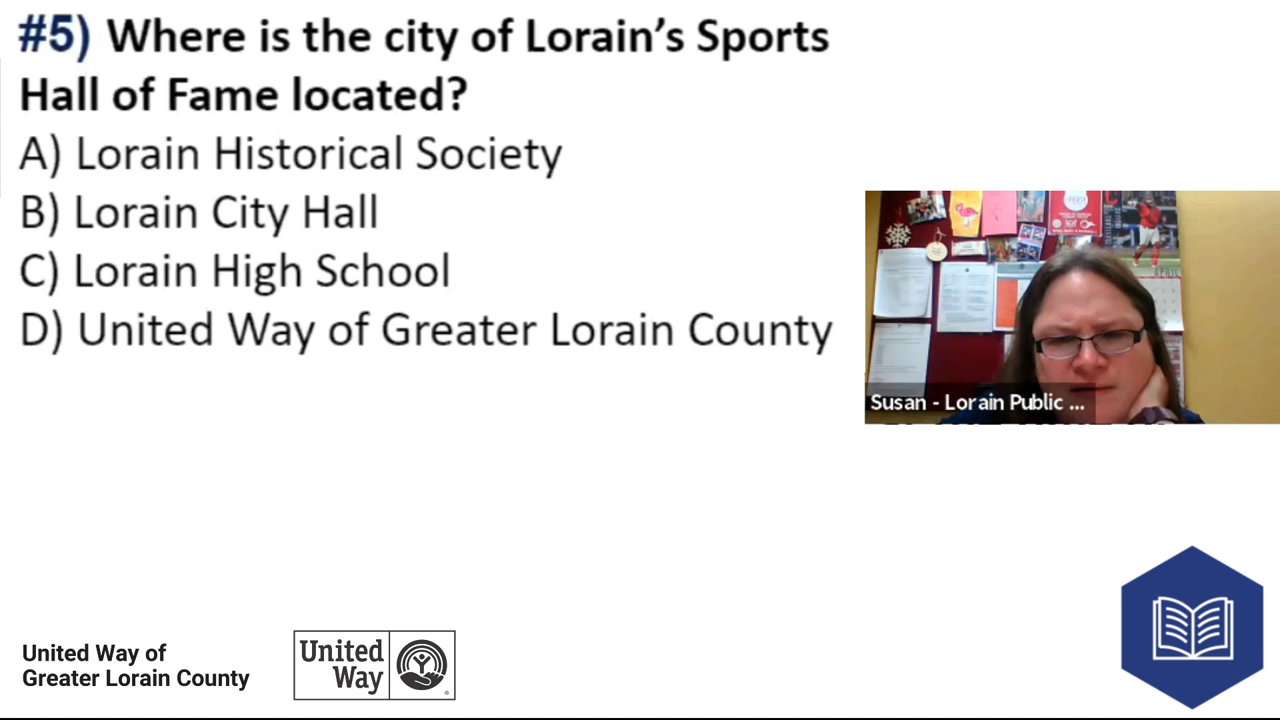 #5) Where is the city of Lorain’s Sports
Hall of Fame located?
A) Lorain Historical Society
B) Lorain City Hall
C) Lorain High School
D) United Way of Greater Lorain County
APRIL
Susan - Lorain Public ...
United Way of
Greater Lorain County
United
Way